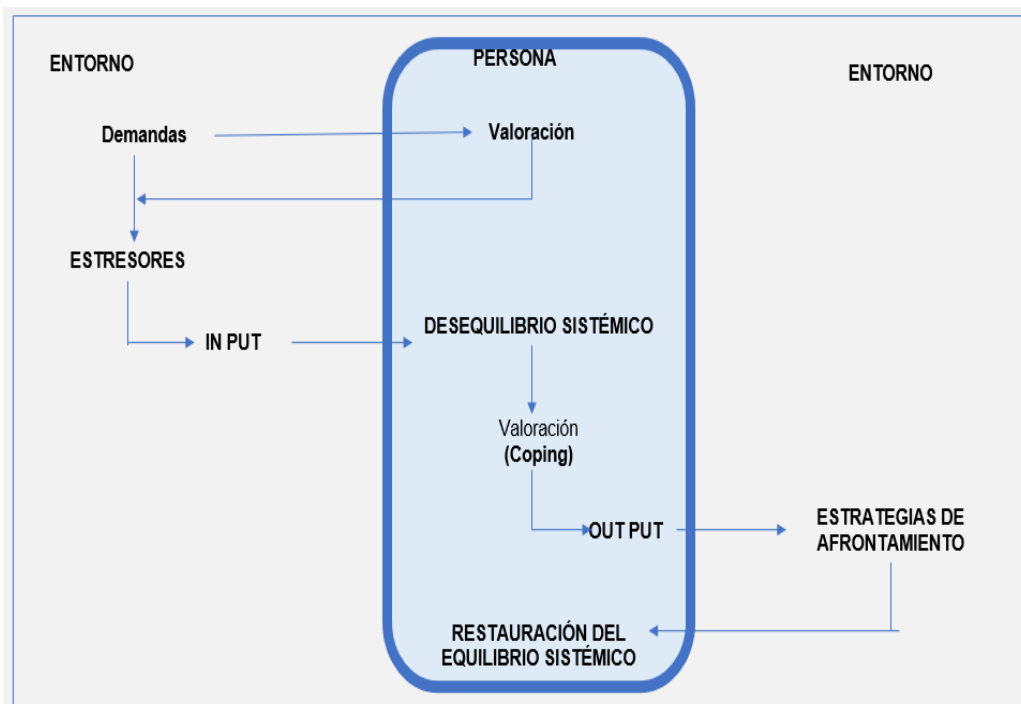 ENTORNO
PERSONA
ENTORNO
Demandas
Valoración
ESTRESORES
IN PUT
DESEQUILIBRIO SISTÉMICO
Valoración
(Coping)
OUT PUT
ESTRATEGIAS DE
AFRONTAMIENTO
RESTAURACIÓN DEL
EQUILIBRIO SISTÉMICO